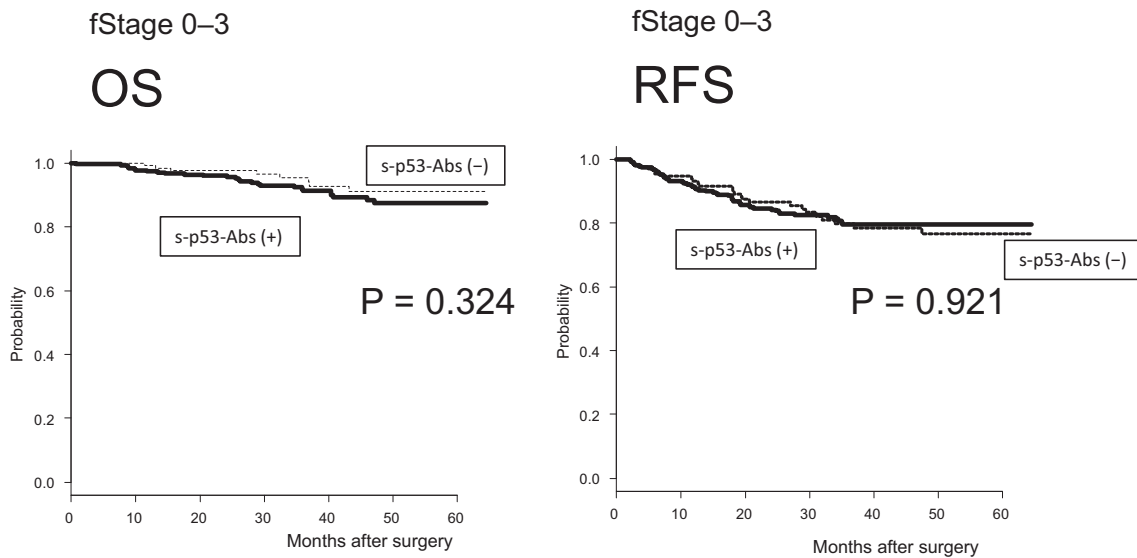 fStage 0–3
OS
1.0
0.8
0.6
0.4
0.2
0.0
Probability
s-p53-Abs (−)
s-p53-Abs (+)
P = 0.324
0 10 20 30 40 50 60
Months after surgery
fStage 0–3
RFS
1.0
0.8
0.6
0.4
0.2
0.0
Probability
s-p53-Abs (+)
s-p53-Abs (−)
P = 0.921
0 10 20 30 40 50 60
Months after surgery